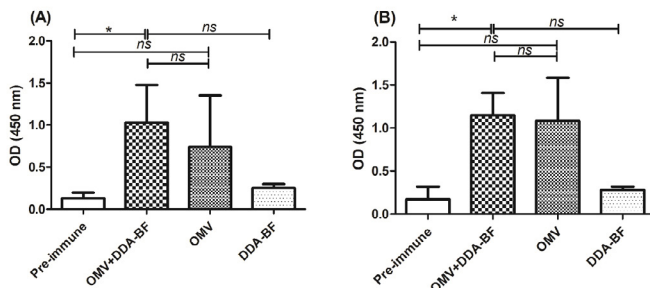 (A)
*
ns
ns
ns
OD (450 nm)
2.0
1.5
1.0
0.5
0.0
Pre-immune
OMV+DDA-BF
OMV
DDA-BF
(B)
*
ns
ns
ns
OD (450 nm)
2.0
1.5
1.0
0.5
0.0
Pre-immune
OMV+DDA-BF
OMV
DDA-BF